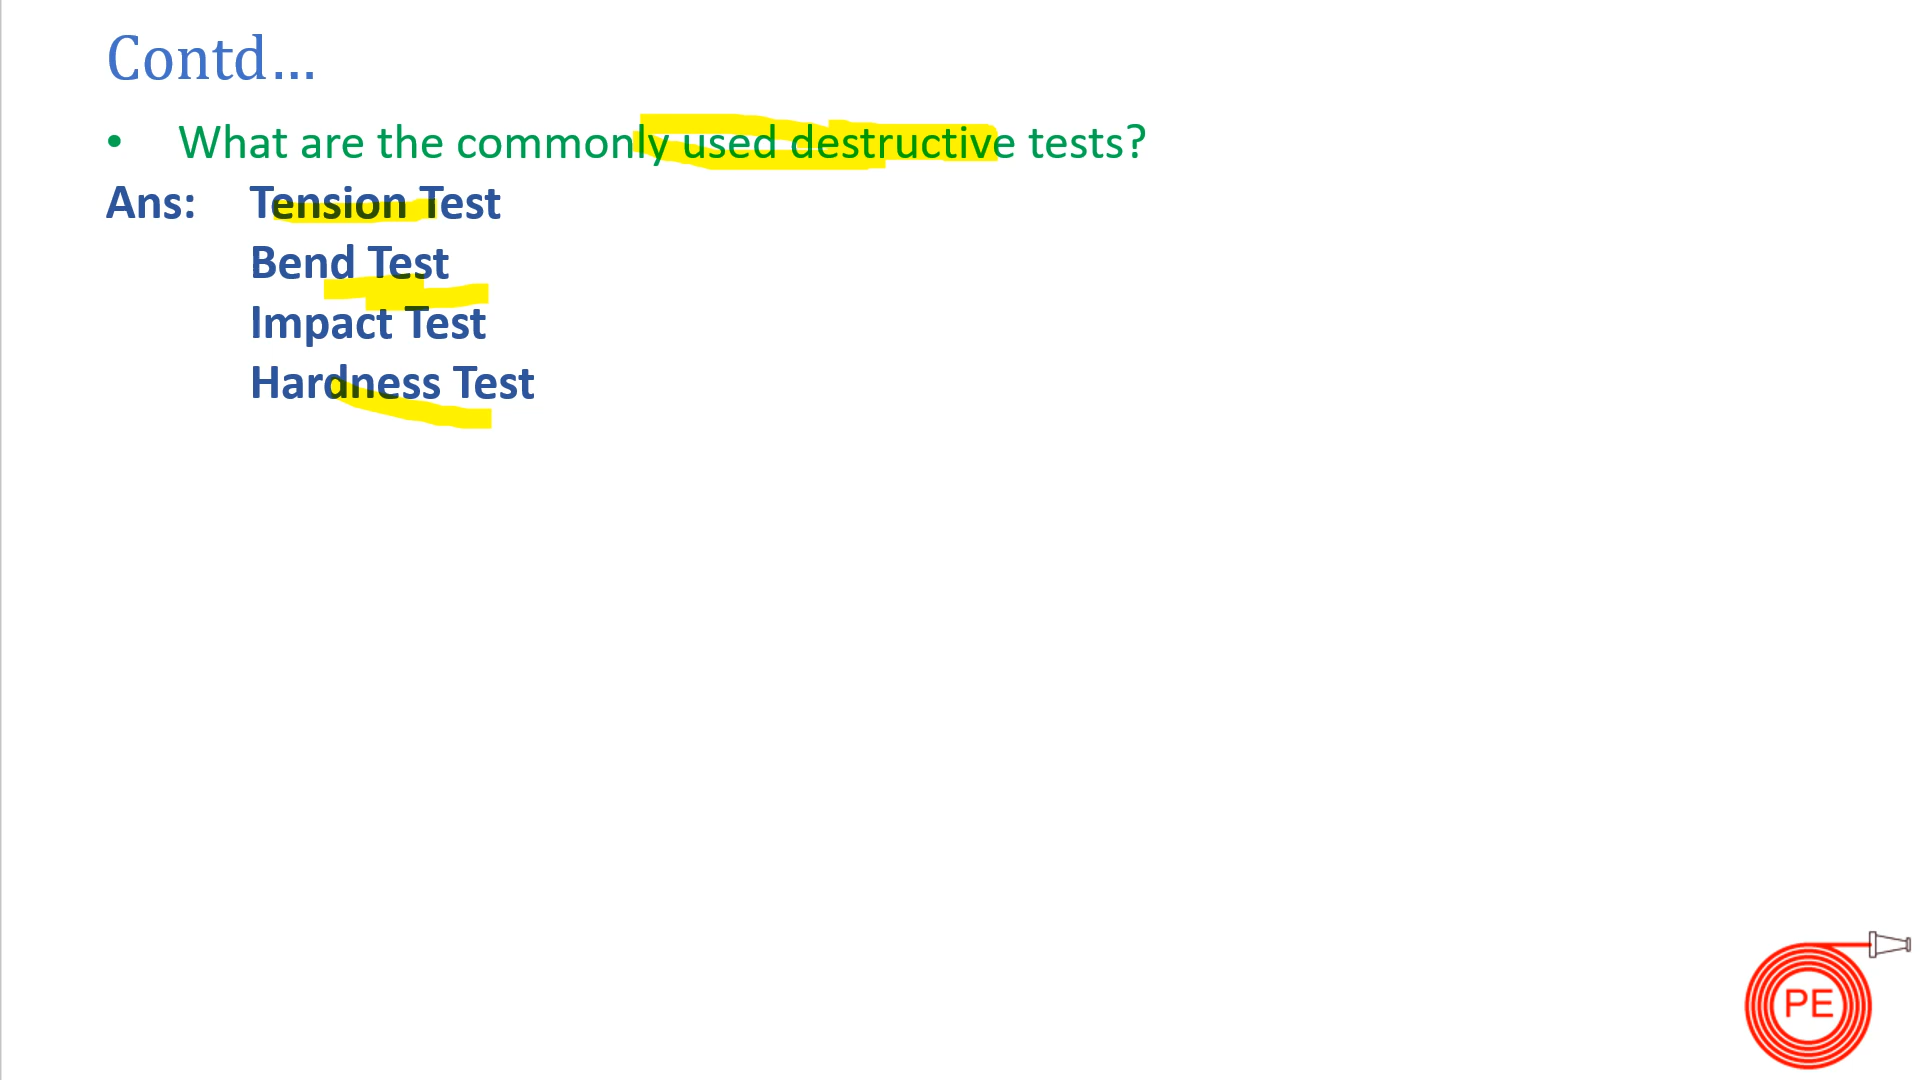 Contd...
• What are the commonly used destructive tests?
Ans: Tension Test
Bend Test
Impact Test
Hardness Test
PE